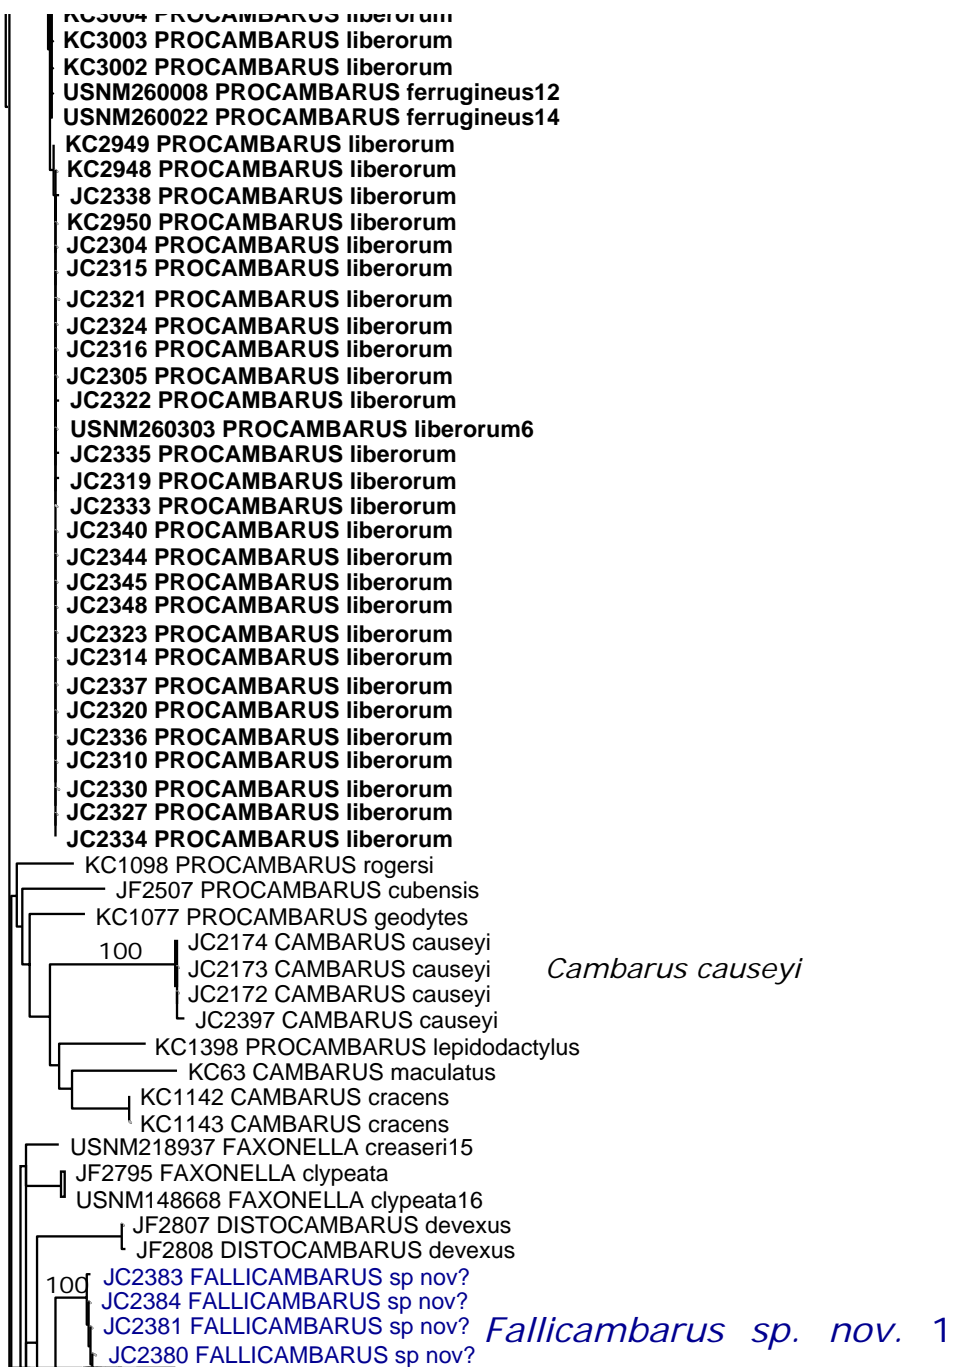 KC3004 PROCAMBARUS liberorum
KC3003 PROCAMBARUS liberorum
KC3002 PROCAMBARUS liberorum
USNM260008 PROCAMBARUS ferrugineus12
USNM260022 PROCAMBARUS ferrugineus14
KC2949 PROCAMBARUS liberorum
KC2948 PROCAMBARUS liberorum
JC2338 PROCAMBARUS liberorum
KC2950 PROCAMBARUS liberorum
JC2304 PROCAMBARUS liberorum
JC2315 PROCAMBARUS liberorum
JC2321 PROCAMBARUS liberorum
JC2324 PROCAMBARUS liberorum
JC2316 PROCAMBARUS liberorum
JC2305 PROCAMBARUS liberorum
JC2322 PROCAMBARUS liberorum
USNM260303 PROCAMBARUS liberorum6
JC2335 PROCAMBARUS liberorum
JC2319 PROCAMBARUS liberorum
JC2333 PROCAMBARUS liberorum
JC2340 PROCAMBARUS liberorum
JC2344 PROCAMBARUS liberorum
JC2345 PROCAMBARUS liberorum
JC2348 PROCAMBARUS liberorum
JC2323 PROCAMBARUS liberorum
JC2314 PROCAMBARUS liberorum
JC2337 PROCAMBARUS liberorum
JC2320 PROCAMBARUS liberorum
JC2336 PROCAMBARUS liberorum
JC2310 PROCAMBARUS liberorum
JC2330 PROCAMBARUS liberorum
JC2327 PROCAMBARUS liberorum
JC2334 PROCAMBARUS liberorum
KC1098 PROCAMBARUS rogersi
JF2507 PROCAMBARUS cubensis
KC1077 PROCAMBARUS geodytes
100
JC2174 CAMBARUS causeyi
JC2173 CAMBARUS causeyi
Cambarus causeyi
JC2172 CAMBARUS causeyi
JC2397 CAMBARUS causeyi
KC1398 PROCAMBARUS lepidodactylus
KC63 CAMBARUS maculatus
KC1142 CAMBARUS cracens
KC1143 CAMBARUS cracens
USNM218937 FAXONELLA creaseri15
JF2795 FAXONELLA clypeata
USNM148668 FAXONELLA clypeata16
JF2807 DISTOCAMBARUS devexus
JF2808 DISTOCAMBARUS devexus
100
JC2383 FALLICAMBARUS sp nov?
JC2384 FALLICAMBARUS sp nov?
JC2381 FALLICAMBARUS sp nov?
Fallicambarus sp. nov. 1
JC2380 FALLICAMBARUS sp nov?